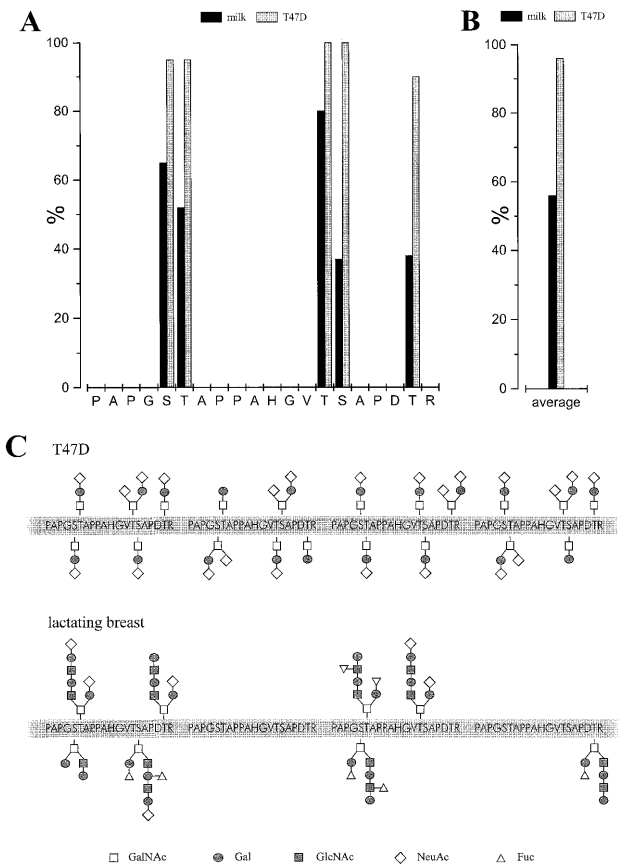 A
milk T47D
100
80
60
40
20
0
%
P A P G S T A P P A H G V T S A P D T R
B
milk T47D
100
80
60
40
20
0
%
average
C
T47D
PAPGSTAPPAHGVTSAPDTR PAPGSTAPPAHGVTSAPDTR PAPGSTAPPAHGVTSAPDTR PAPGSTAPPAHGVTSAPDTR
lactating breast
PAPGSTAPPAHGVTSAPDTR PAPGSTAPPAHGVTSAPDTR PAPGSTAPPAHGVTSAPDTR PAPGSTAPPAHGVTSAPDTR
GalNAc Gal GlcNAc NeuAc Fuc